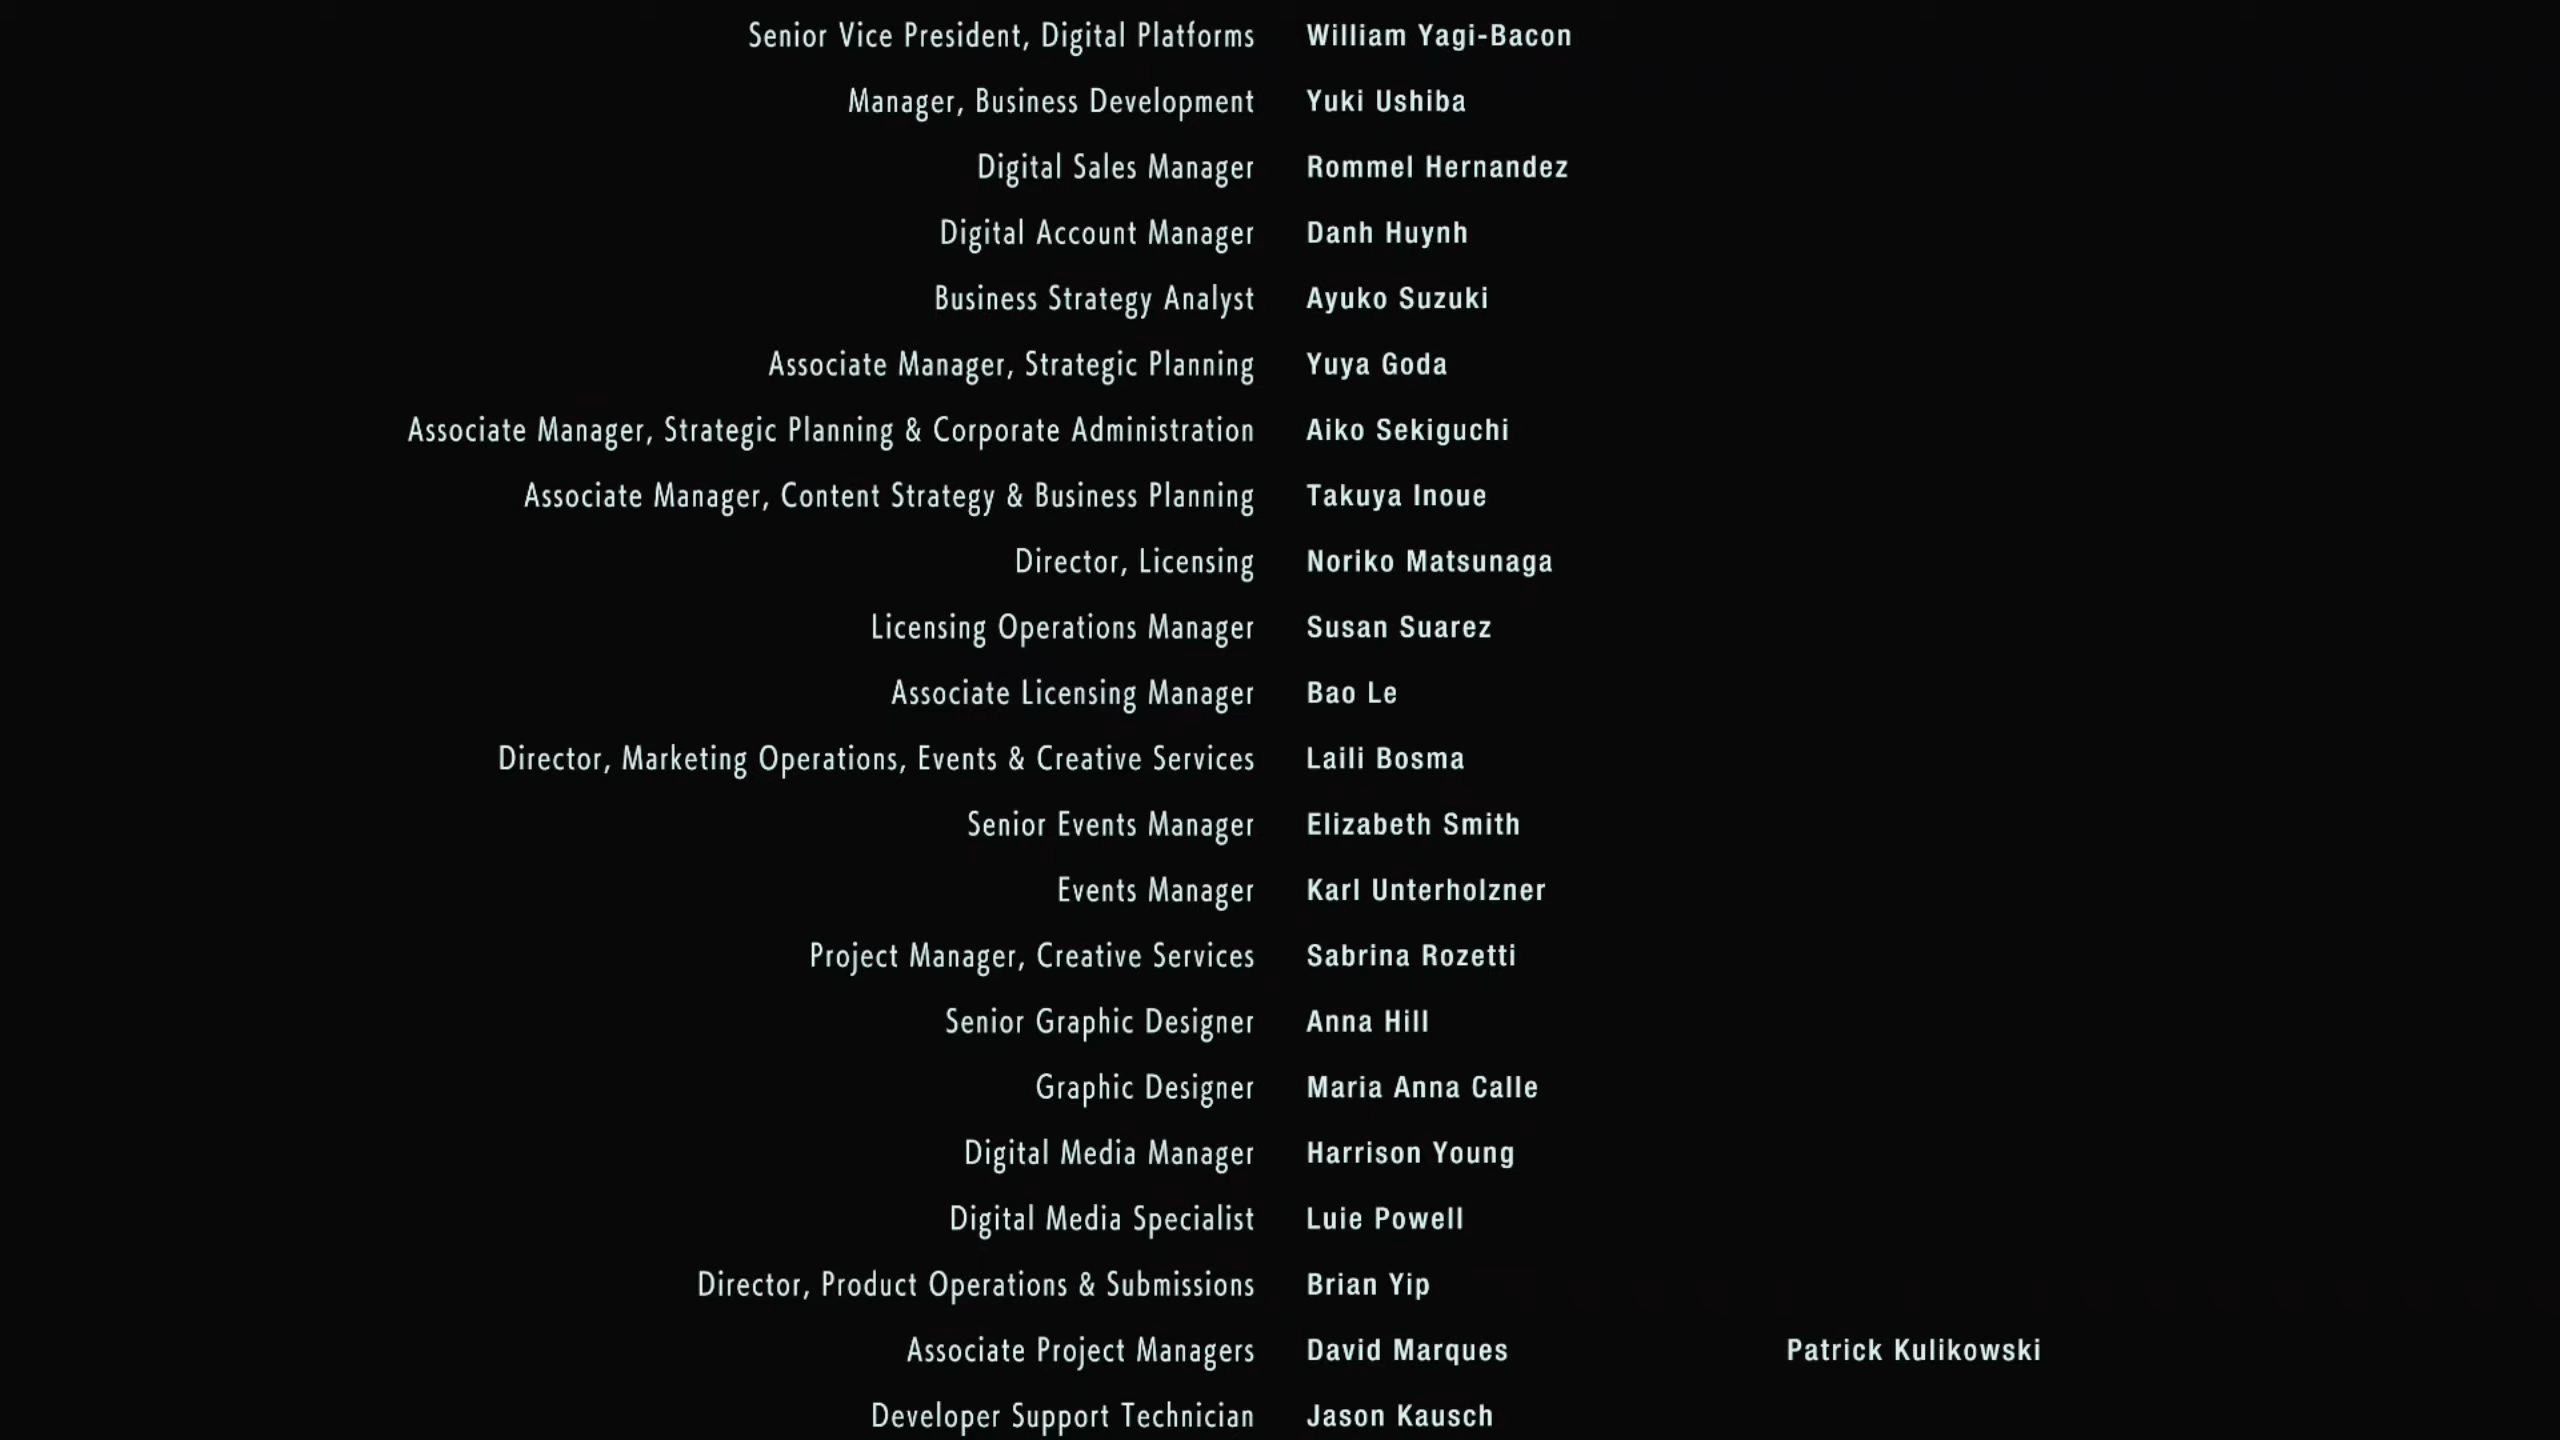 Senior Vice President, Digital Platforms William Yagi-Bacon
Manager, Business Development Yuki Ushiba
Digital Sales Manager Rommel Hernandez
Digital Account Manager Danh Huynh
Business Strategy Analyst Ayuko Suzuki
Associate Manager, Strategic Planning Yuya Goda
Associate Manager, Strategic Planning & Corporate Administration Aiko Sekiguchi
Associate Manager, Content Strategy & Business Planning Takuya Inoue
Director, Licensing Noriko Matsunaga
Licensing Operations Manager Susan Suarez
Associate Licensing Manager Bao Le
Director, Marketing Operations, Events & Creative Services Laili Bosma
Senior Events Manager Elizabeth Smith
Events Manager Karl Unterholzner
Project Manager, Creative Services Sabrina Rozetti
Senior Graphic Designer Anna Hill
Graphic Designer Maria Anna Calle
Digital Media Manager Harrison Young
Digital Media Specialist Luie Powell
Director, Product Operations & Submissions Brian Yip
Associate Project Managers David Marques Patrick Kulikowski
Developer Support Technician Jason Kausch